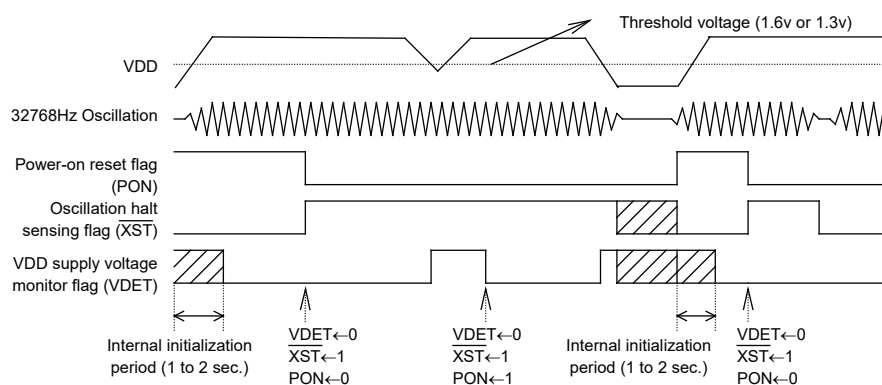 Threshold voltage (1.6v or 1.3v)
VDD
32768Hz Oscillation
Power-on reset flag
(PON)
Oscillation halt
sensing flag (XST)
VDD supply voltage
monitor flag (VDET)
Internal initialization
period (1 to 2 sec.)
VDET←0
XST←1
PON←0
VDET←0
XST←1
PON←1
Internal initialization
period (1 to 2 sec.)
VDET←0
XST←1
PON←0